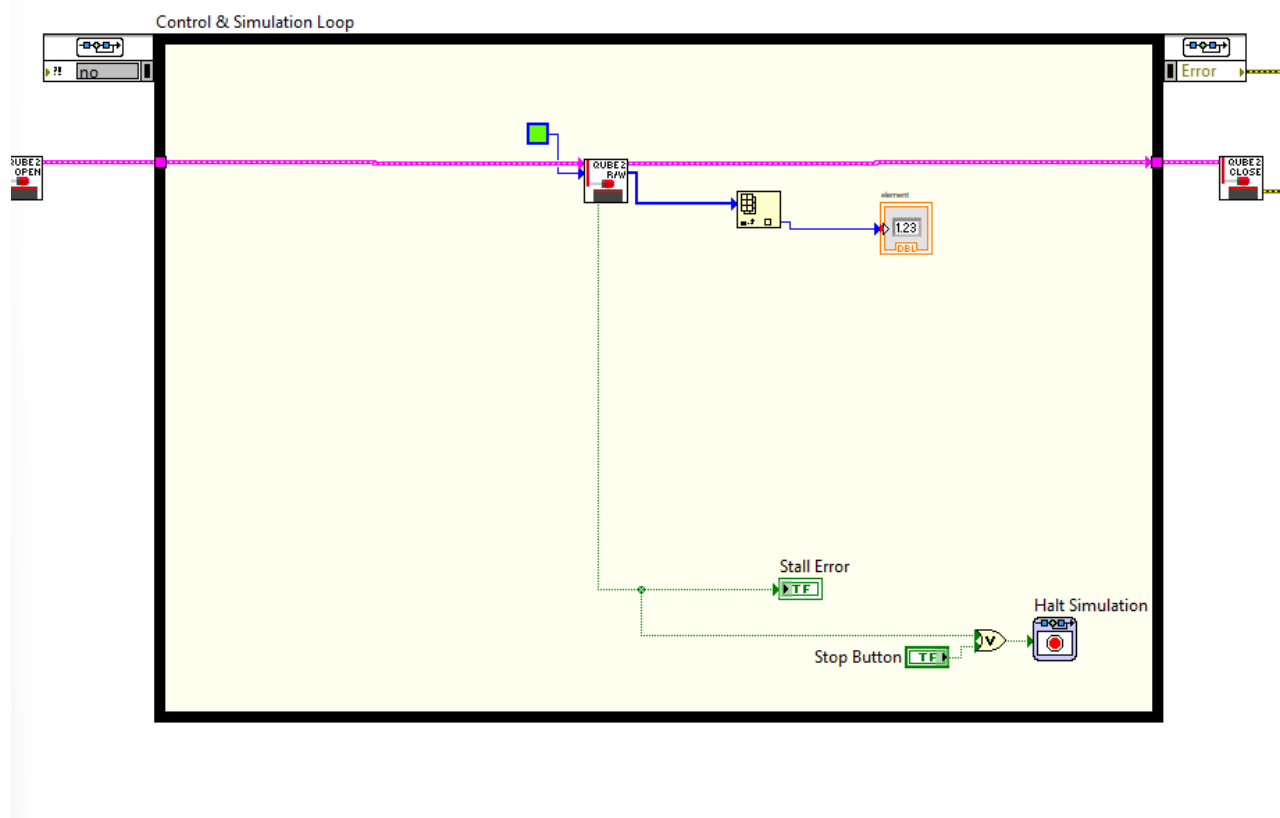 Control & Simulation Loop
?! no
Error
QUBE2
OPEN
QUBE2
R/W
QUBE2
CLOSE
element
1.23
DBL
Stall Error
TF
Halt Simulation
V
Stop Button TF